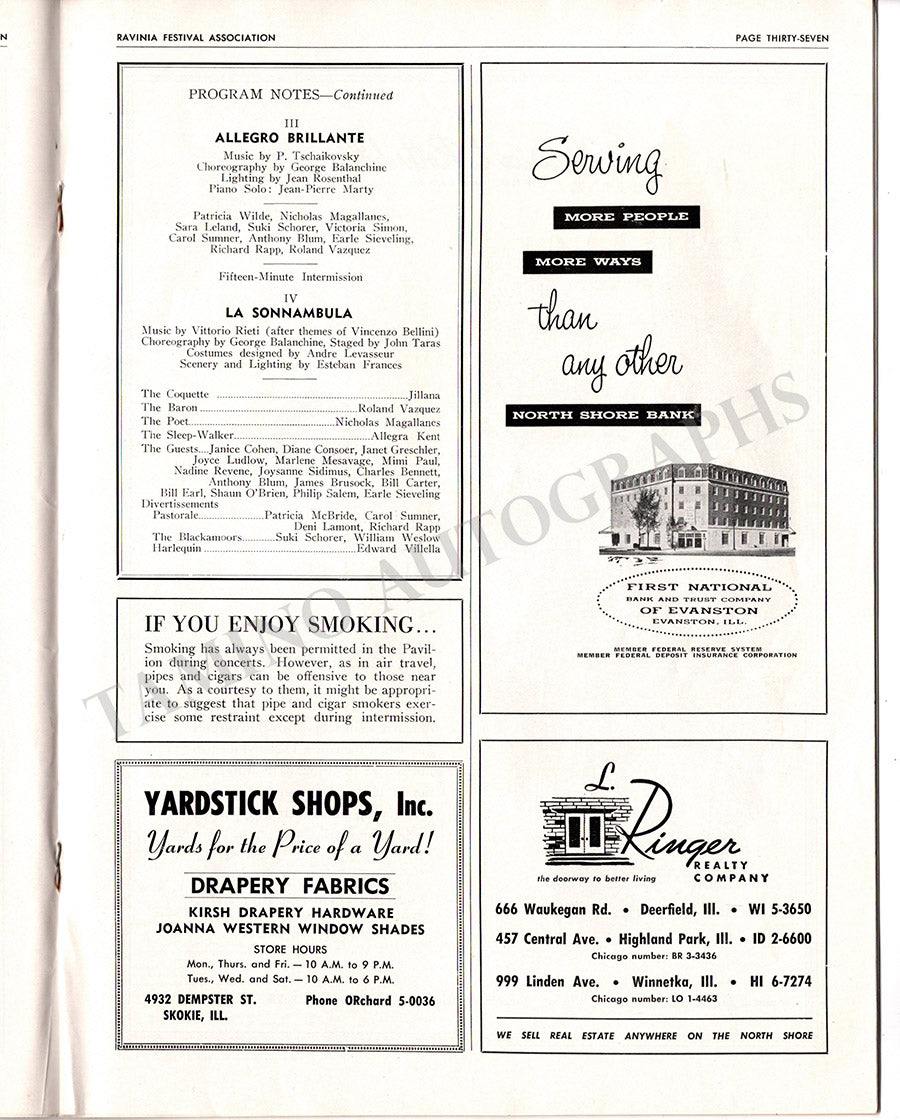 N
RAVINIA FESTIVAL ASSOCIATION
PAGE THIRTY-SEVEN
PROGRAM NOTES—Continued
III
ALLEGRO BRILLANTE
Music by P. Tschaikovsky
Choreography by George Balanchine
Lighting by Jean Rosenthal
Piano Solo: Jean-Pierre Marty
Patricia Wilde, Nicholas Magallanes,
Sara Leland, Suki Schorer, Victoria Simon,
Carol Sumner, Anthony Blum, Earle Sieveling,
Richard Rapp, Roland Vazquez
Fifteen-Minute Intermission
IV
LA SONNAMBULA
Music by Vittorio Rieti (after themes of Vincenzo Bellini)
Choreography by George Balanchine, Staged by John Taras
Costumes designed by Andre Levasseur
Scenery and Lighting by Esteban Frances
The Coquette ..........Jillana
The Baron..........Roland Vazquez
The Poet..........Nicholas Magallanes
The Sleep-Walker..........Allegra Kent
The Guests....Janice Cohen, Diane Consoer, Janet Greschler,
Joyce Ludlow, Marlene Mesavage, Mimi Paul,
Nadine Revene, Joysanne Sidimus, Charles Bennett,
Anthony Blum, James Brusock, Bill Carter,
Bill Earl, Shaun O'Brien, Philip Salem, Earle Sieveling
Divertissements
Pastorale..........Patricia McBride, Carol Sumner,
Deni Lamont, Richard Rapp
The Blackamoors..........Suki Schorer, William Weslow
Harlequin..........Edward Villella
IF YOU ENJOY SMOKING...
Smoking has always been permitted in the Pavil-
ion during concerts. However, as in air travel,
pipes and cigars can be offensive to those near
you. As a courtesy to them, it might be appropri-
ate to suggest that pipe and cigar smokers exer-
cise some restraint except during intermission.
YARDSTICK SHOPS, Inc.
Yards for the Price of a Yard!
DRAPERY FABRICS
KIRSH DRAPERY HARDWARE
JOANNA WESTERN WINDOW SHADES
STORE HOURS
Mon., Thurs. and Fri. — 10 A.M. to 9 P.M.
Tues., Wed. and Sat. — 10 A.M. to 6 P.M.
4932 DEMPSTER ST. Phone ORchard 5-0036
SKOKIE, ILL.
Serving
MORE PEOPLE
MORE WAYS
than
any other
NORTH SHORE BANK
FIRST NATIONAL
BANK AND TRUST COMPANY
OF EVANSTON
EVANSTON, ILL.
MEMBER FEDERAL RESERVE SYSTEM
MEMBER FEDERAL DEPOSIT INSURANCE CORPORATION
L.
Ringer
REALTY
COMPANY
the doorway to better living
666 Waukegan Rd. • Deerfield, Ill. • WI 5-3650
457 Central Ave. • Highland Park, Ill. • ID 2-6600
Chicago number: BR 3-3436
999 Linden Ave. • Winnetka, Ill. • HI 6-7274
Chicago number: LO 1-4463
WE SELL REAL ESTATE ANYWHERE ON THE NORTH SHORE
TAMINO AUTOGRAPHS